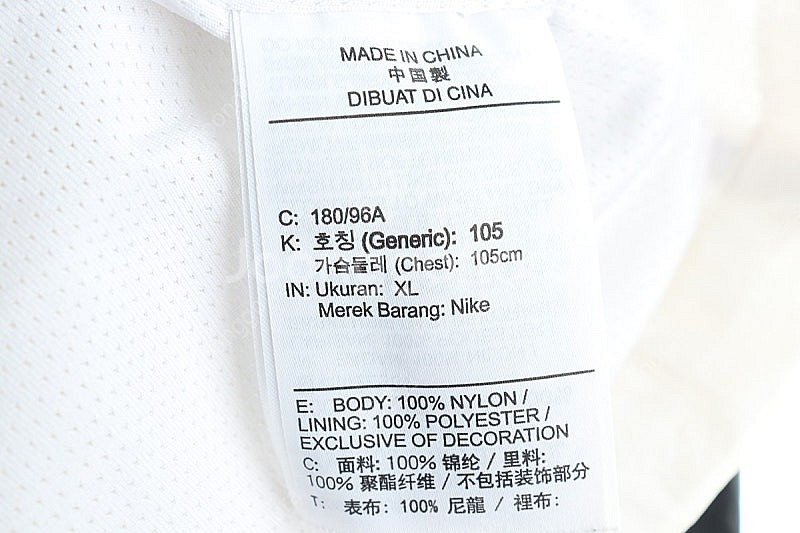 MADE IN CHINA
中国製
DIBUAT DI CINA
C: 180/96A
K: 호칭 (Generic): 105
가슴둘레 (Chest): 105cm
IN: Ukuran: XL
Merek Barang: Nike
E: BODY: 100% NYLON /
LINING: 100% POLYESTER /
EXCLUSIVE OF DECORATION
C: 面料: 100% 锦纶 / 里料:
100% 聚酯纤维 / 不包括装饰部分
T: 表布: 100% 尼龍 / 裡布: